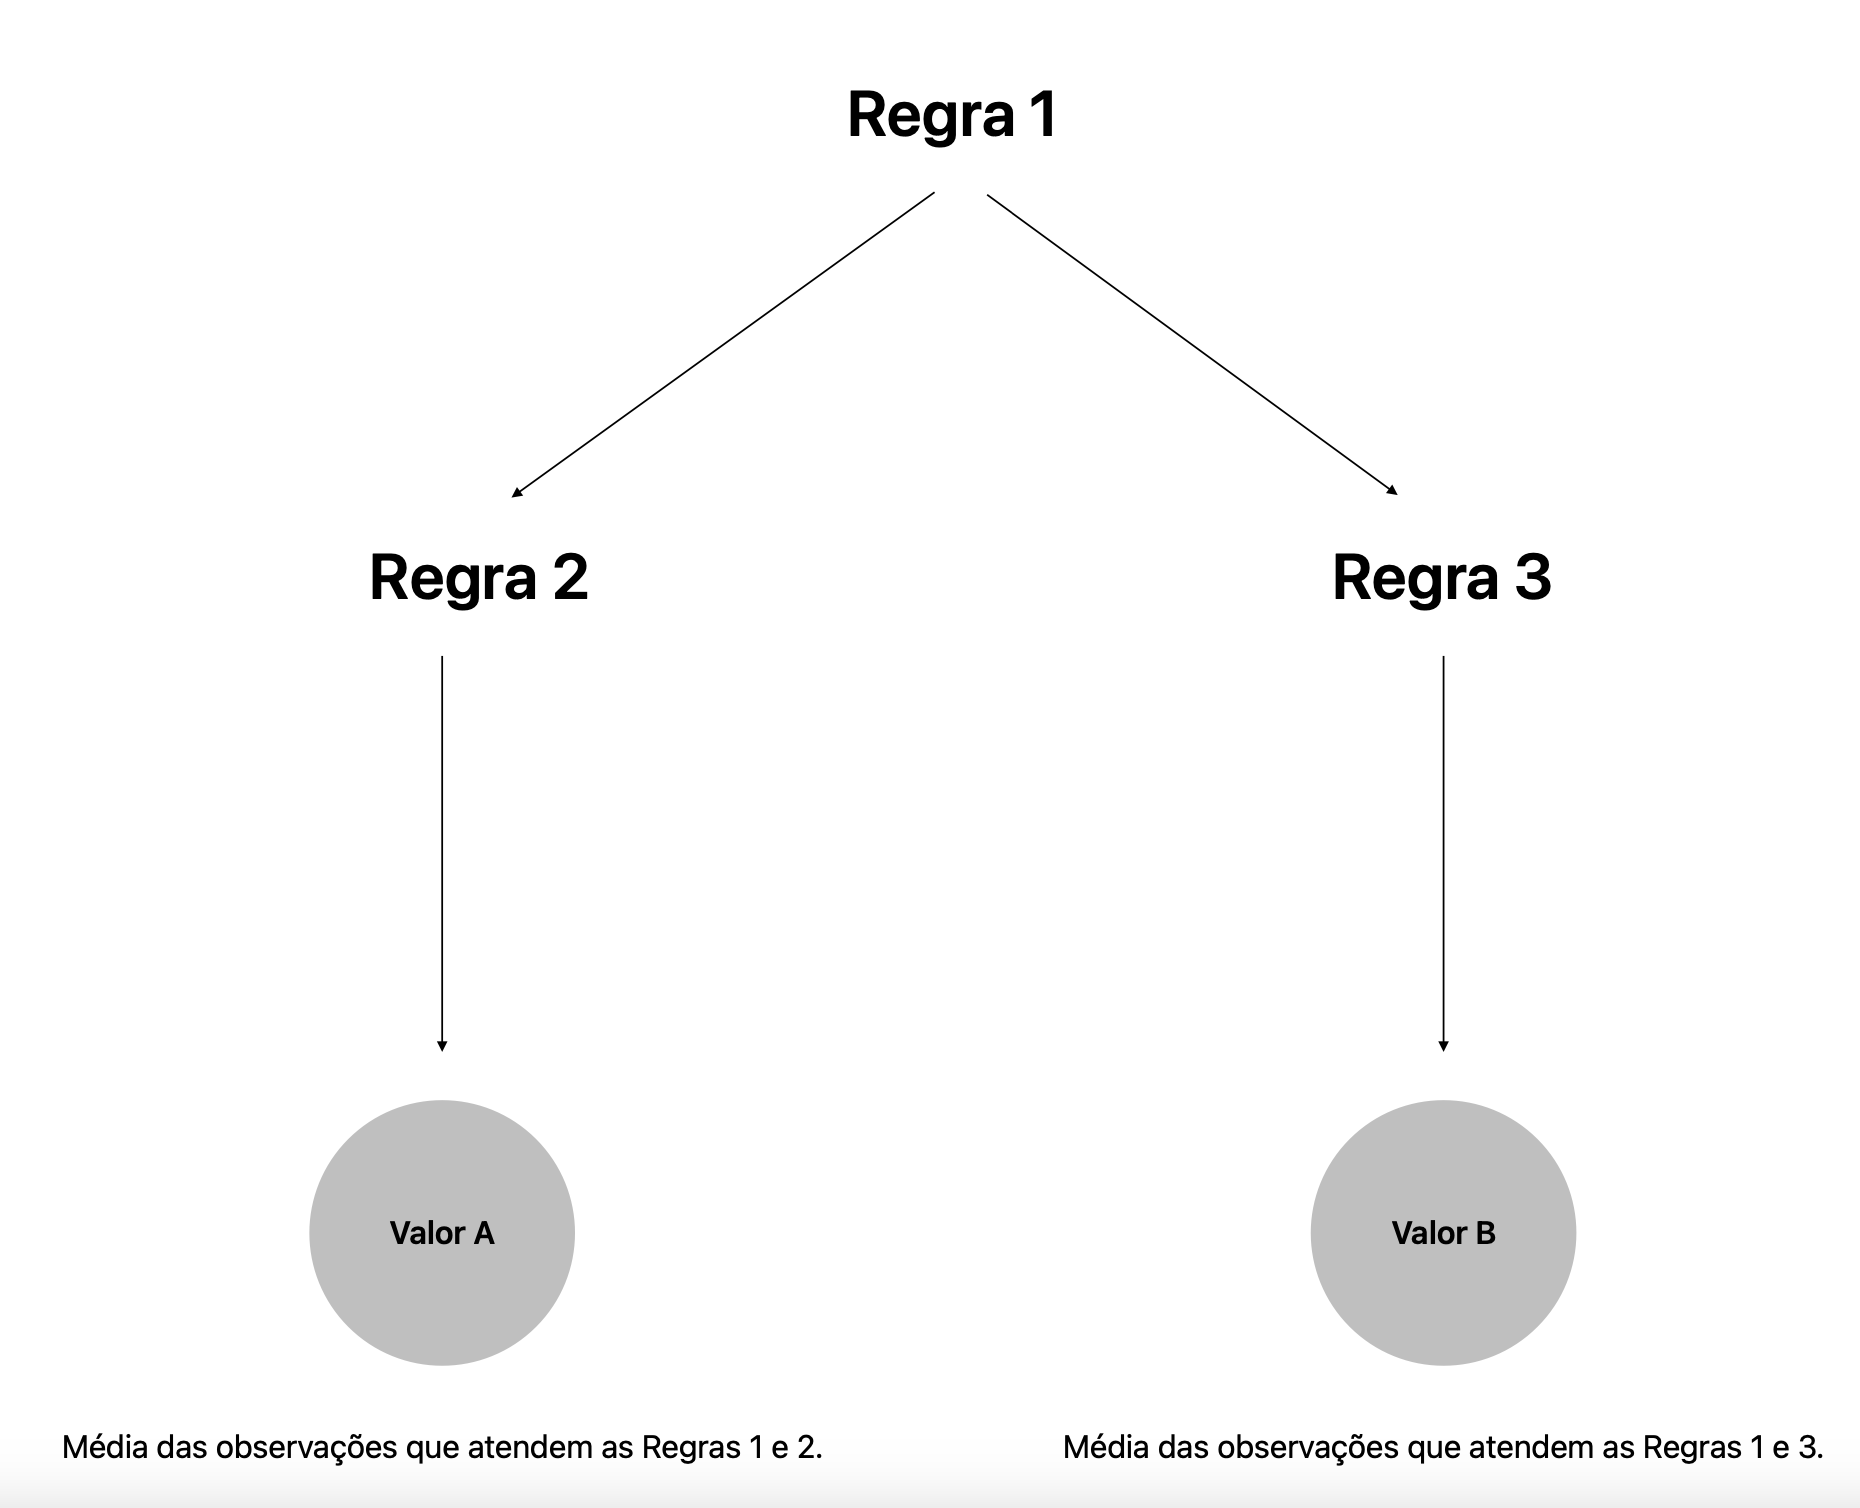 Regra 1
Regra 2
Regra 3
Valor A
Valor B
Média das observações que atendem as Regras 1 e 2.
Média das observações que atendem as Regras 1 e 3.